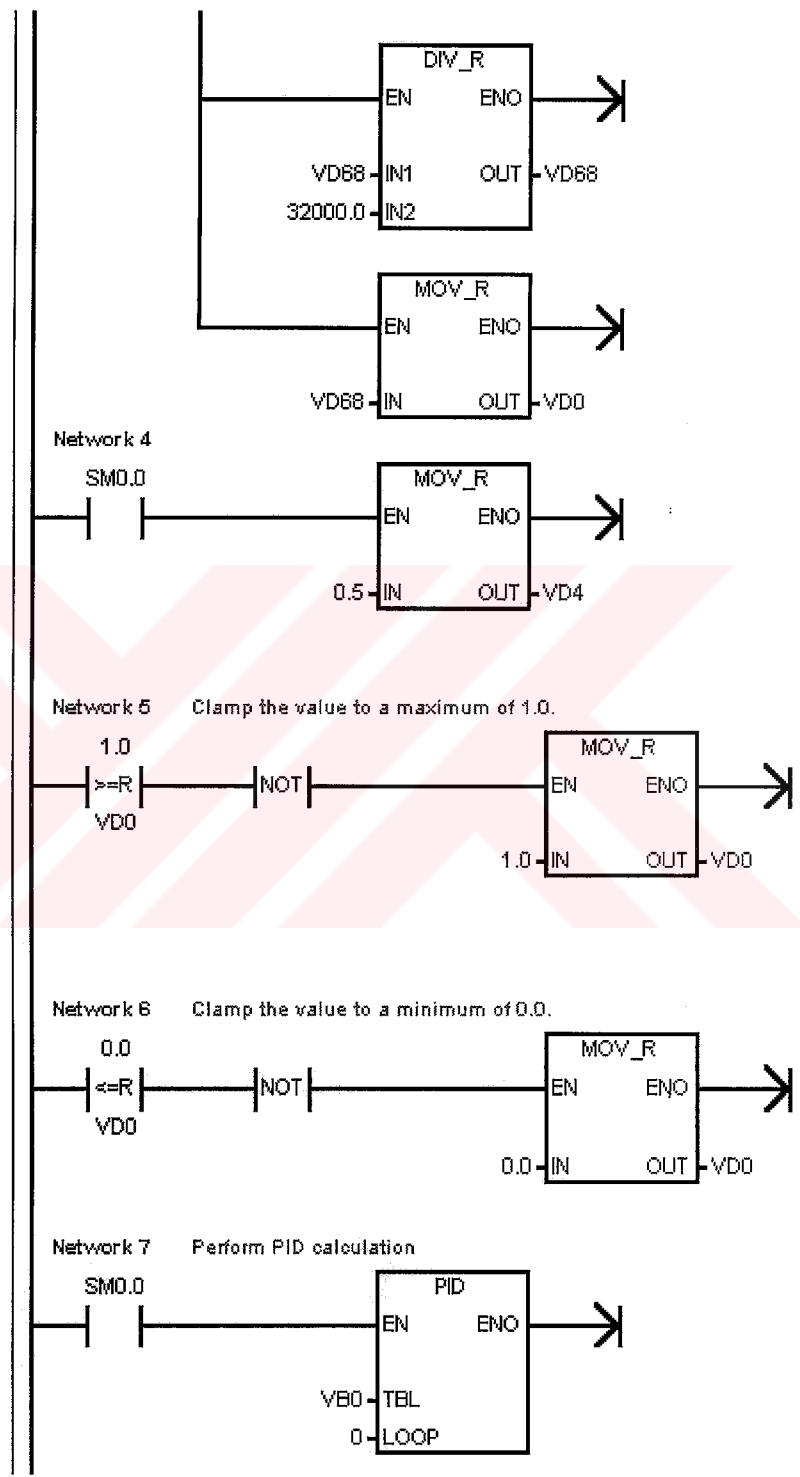 DIV_R
EN ENO
VD68 IN1 OUT VD68
32000.0 IN2
MOV_R
EN ENO
VD68 IN OUT VD0
Network 4
SM0.0 MOV_R
EN ENO
0.5 IN OUT VD4
Network 5 Clamp the value to a maximum of 1.0.
1.0 MOV_R
>=R NOT EN ENO
VD0
1.0 IN OUT VD0
Network 6 Clamp the value to a minimum of 0.0.
0.0 MOV_R
<=R NOT EN ENO
VD0
0.0 IN OUT VD0
Network 7 Perform PID calculation
SM0.0 PID
EN ENO
VB0 TBL
0 LOOP